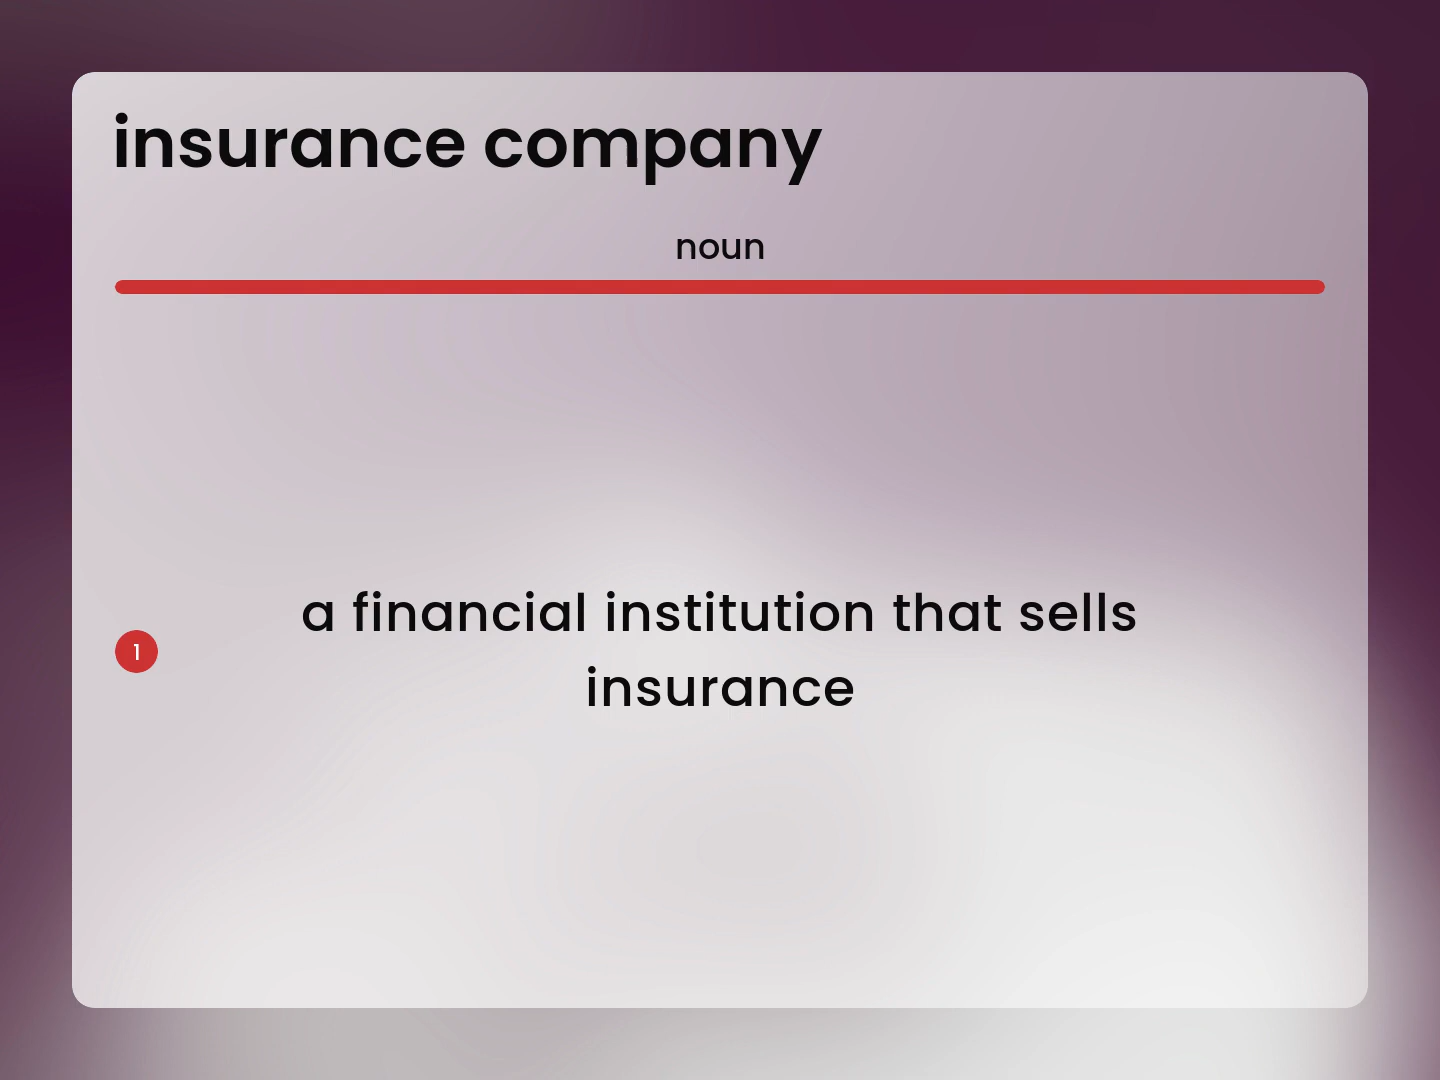 insurance company
noun
1
a financial institution that sells
insurance